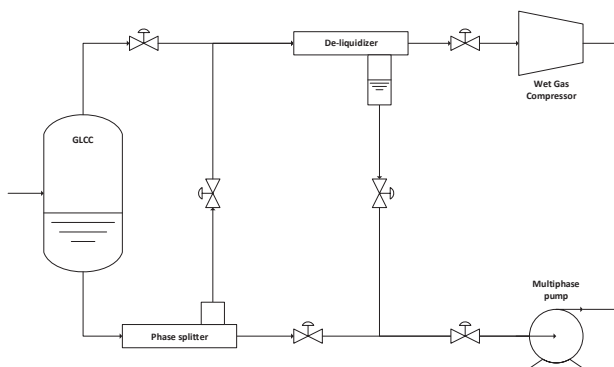 De-liquidizer
Wet Gas
Compressor
GLCC
Multiphase
pump
Phase splitter